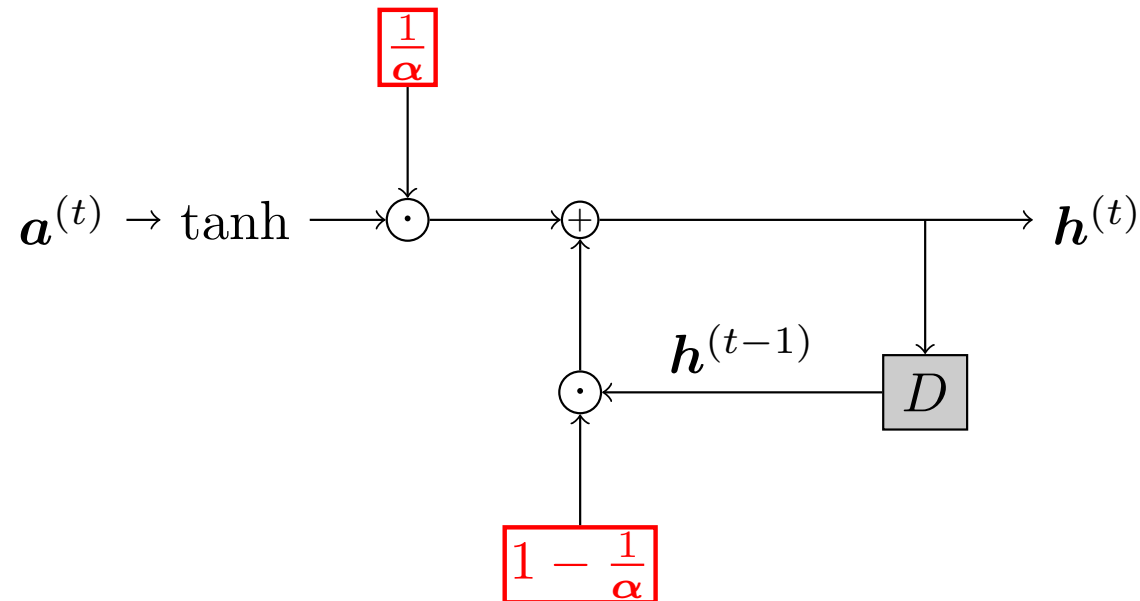 1/𝜶
𝒂^(t) → tanh ⊙ + 𝒉^(t)
𝒉^(t−1)
⊙ D
1 − 1/𝜶